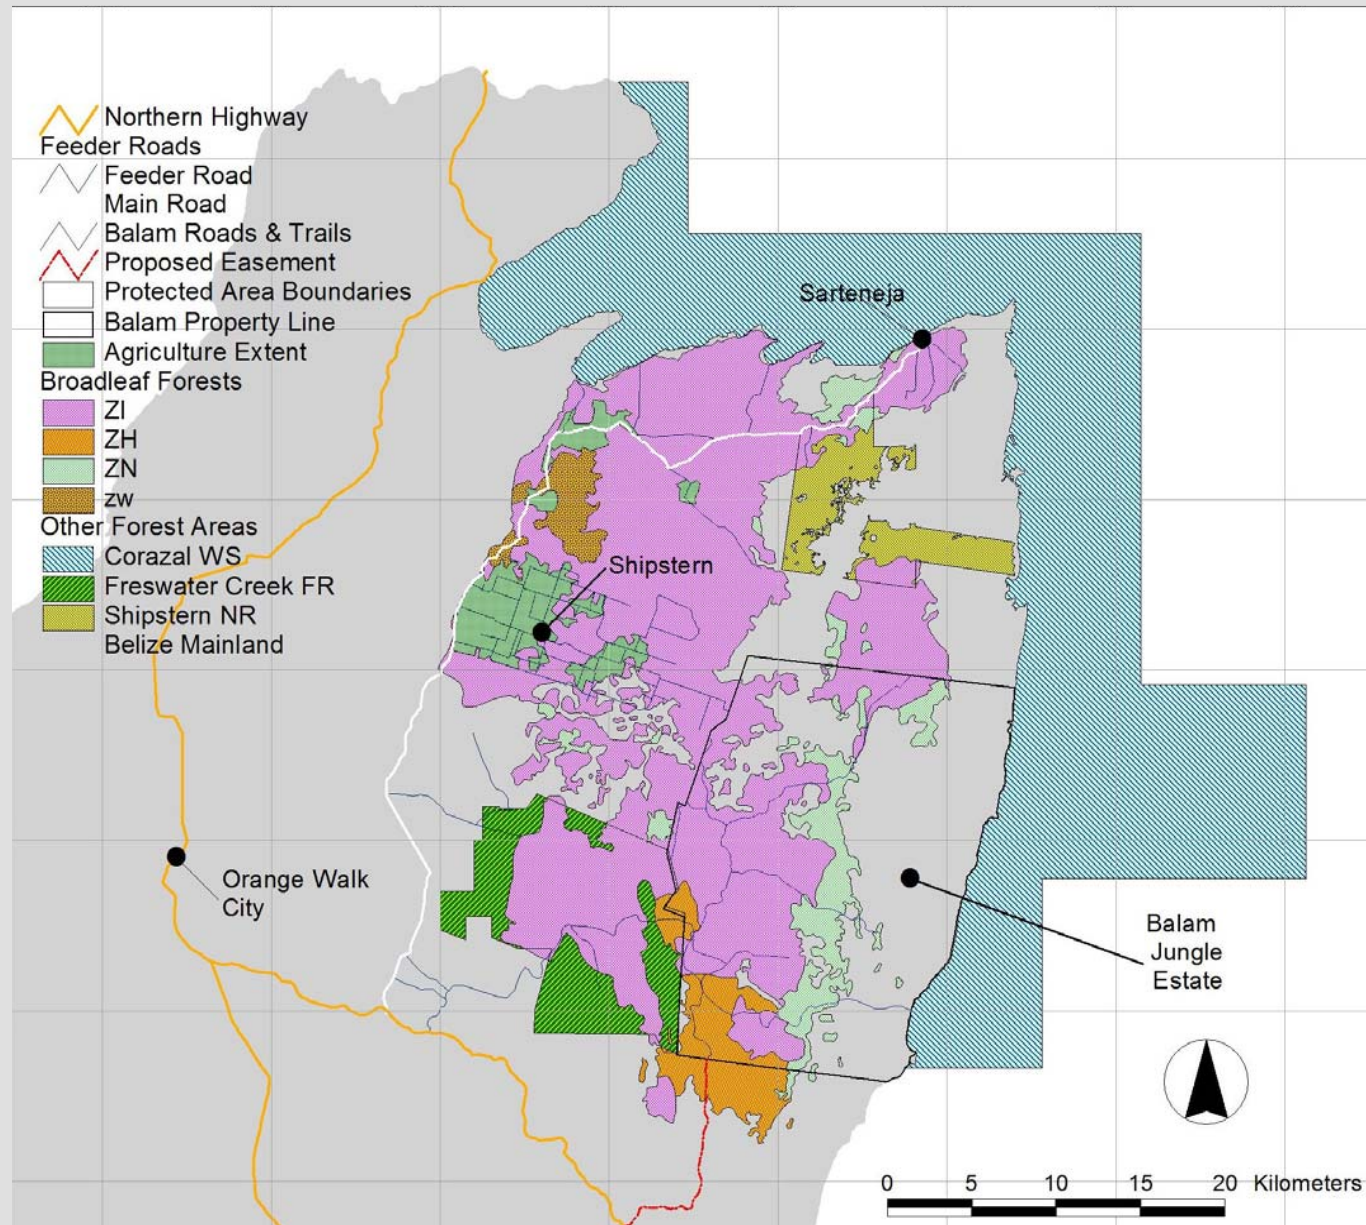 Northern Highway
Feeder Roads
Feeder Road
Main Road
Balam Roads & Trails
Proposed Easement
Protected Area Boundaries
Balam Property Line
Agriculture Extent
Broadleaf Forests
ZI
ZH
ZN
zw
Other Forest Areas
Corazal WS
Freswater Creek FR
Shipstern NR
Belize Mainland
Sarteneja
Shipstern
Orange Walk
City
Balam
Jungle
Estate
0 5 10 15 20 Kilometers